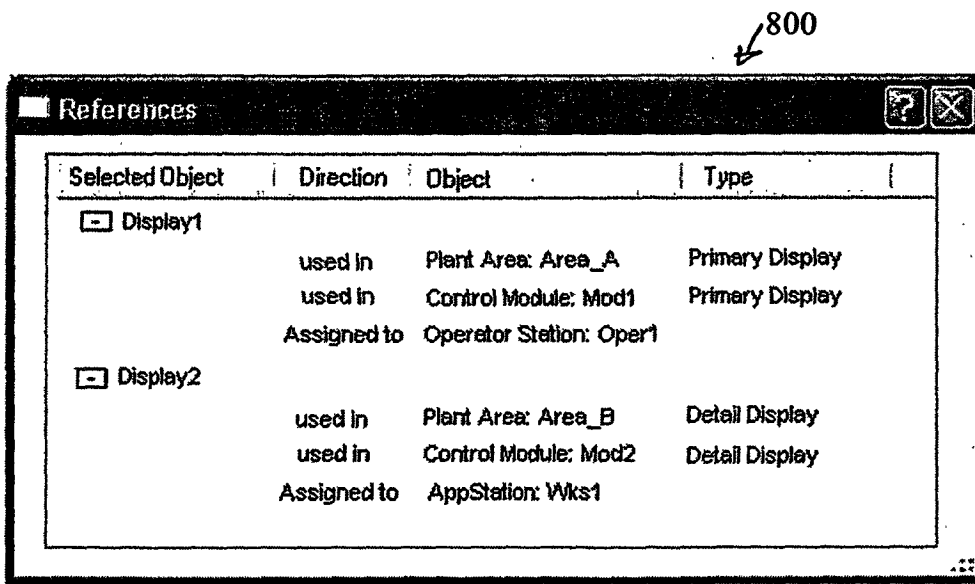 800
References
Selected Object Direction Object Type
Display1
used in Plant Area: Area_A Primary Display
used in Control Module: Mod1 Primary Display
Assigned to Operator Station: Oper1
Display2
used in Plant Area: Area_B Detail Display
used in Control Module: Mod2 Detail Display
Assigned to AppStation: Wks1